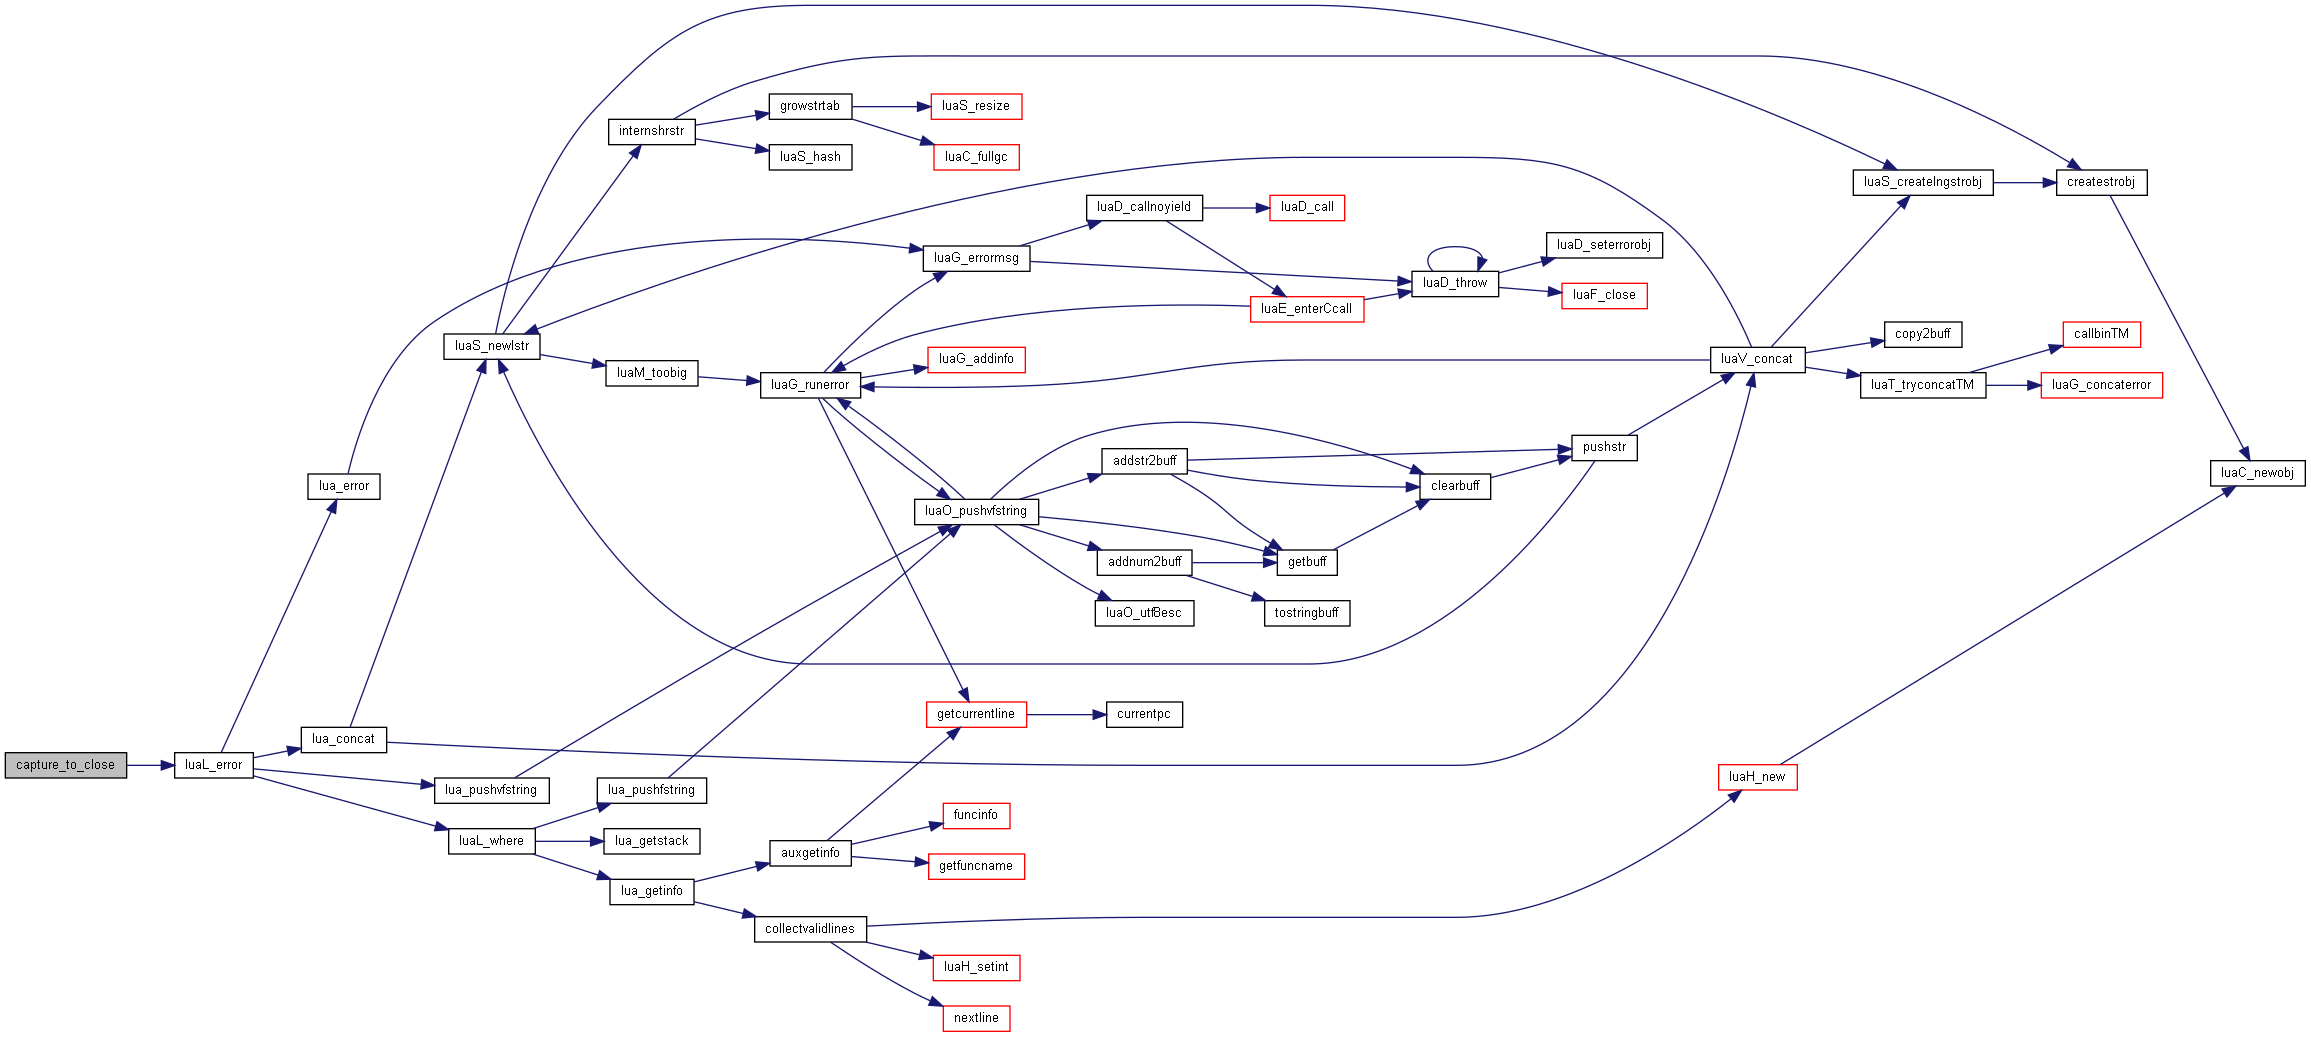 capture_to_close
luaL_error
lua_error
lua_concat
lua_pushvfstring
luaL_where
luaS_newlstr
internshrstr
luaM_toobig
lua_pushfstring
lua_getstack
lua_getinfo
growstrtab
luaS_hash
luaG_runerror
auxgetinfo
collectvalidlines
luaS_resize
luaC_fullgc
luaG_errormsg
luaG_addinfo
luaO_pushvfstring
getcurrentline
funcinfo
getfuncname
luaH_setint
nextline
luaD_callnoyield
addstr2buff
addnum2buff
luaO_utf8esc
currentpc
luaD_call
luaE_enterCcall
getbuff
tostringbuff
luaD_throw
clearbuff
luaD_seterrorobj
luaF_close
pushstr
luaV_concat
luaH_new
luaS_createlngstrobj
copy2buff
luaT_tryconcatTM
createstrobj
callbinTM
luaG_concaterror
luaC_newobj